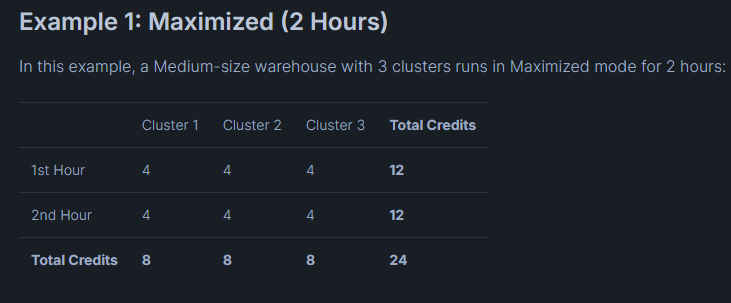 Example 1: Maximized (2 Hours)
In this example, a Medium-size warehouse with 3 clusters runs in Maximized mode for 2 hours:
Cluster 1 Cluster 2 Cluster 3 Total Credits
1st Hour 4 4 4 12
2nd Hour 4 4 4 12
Total Credits 8 8 8 24